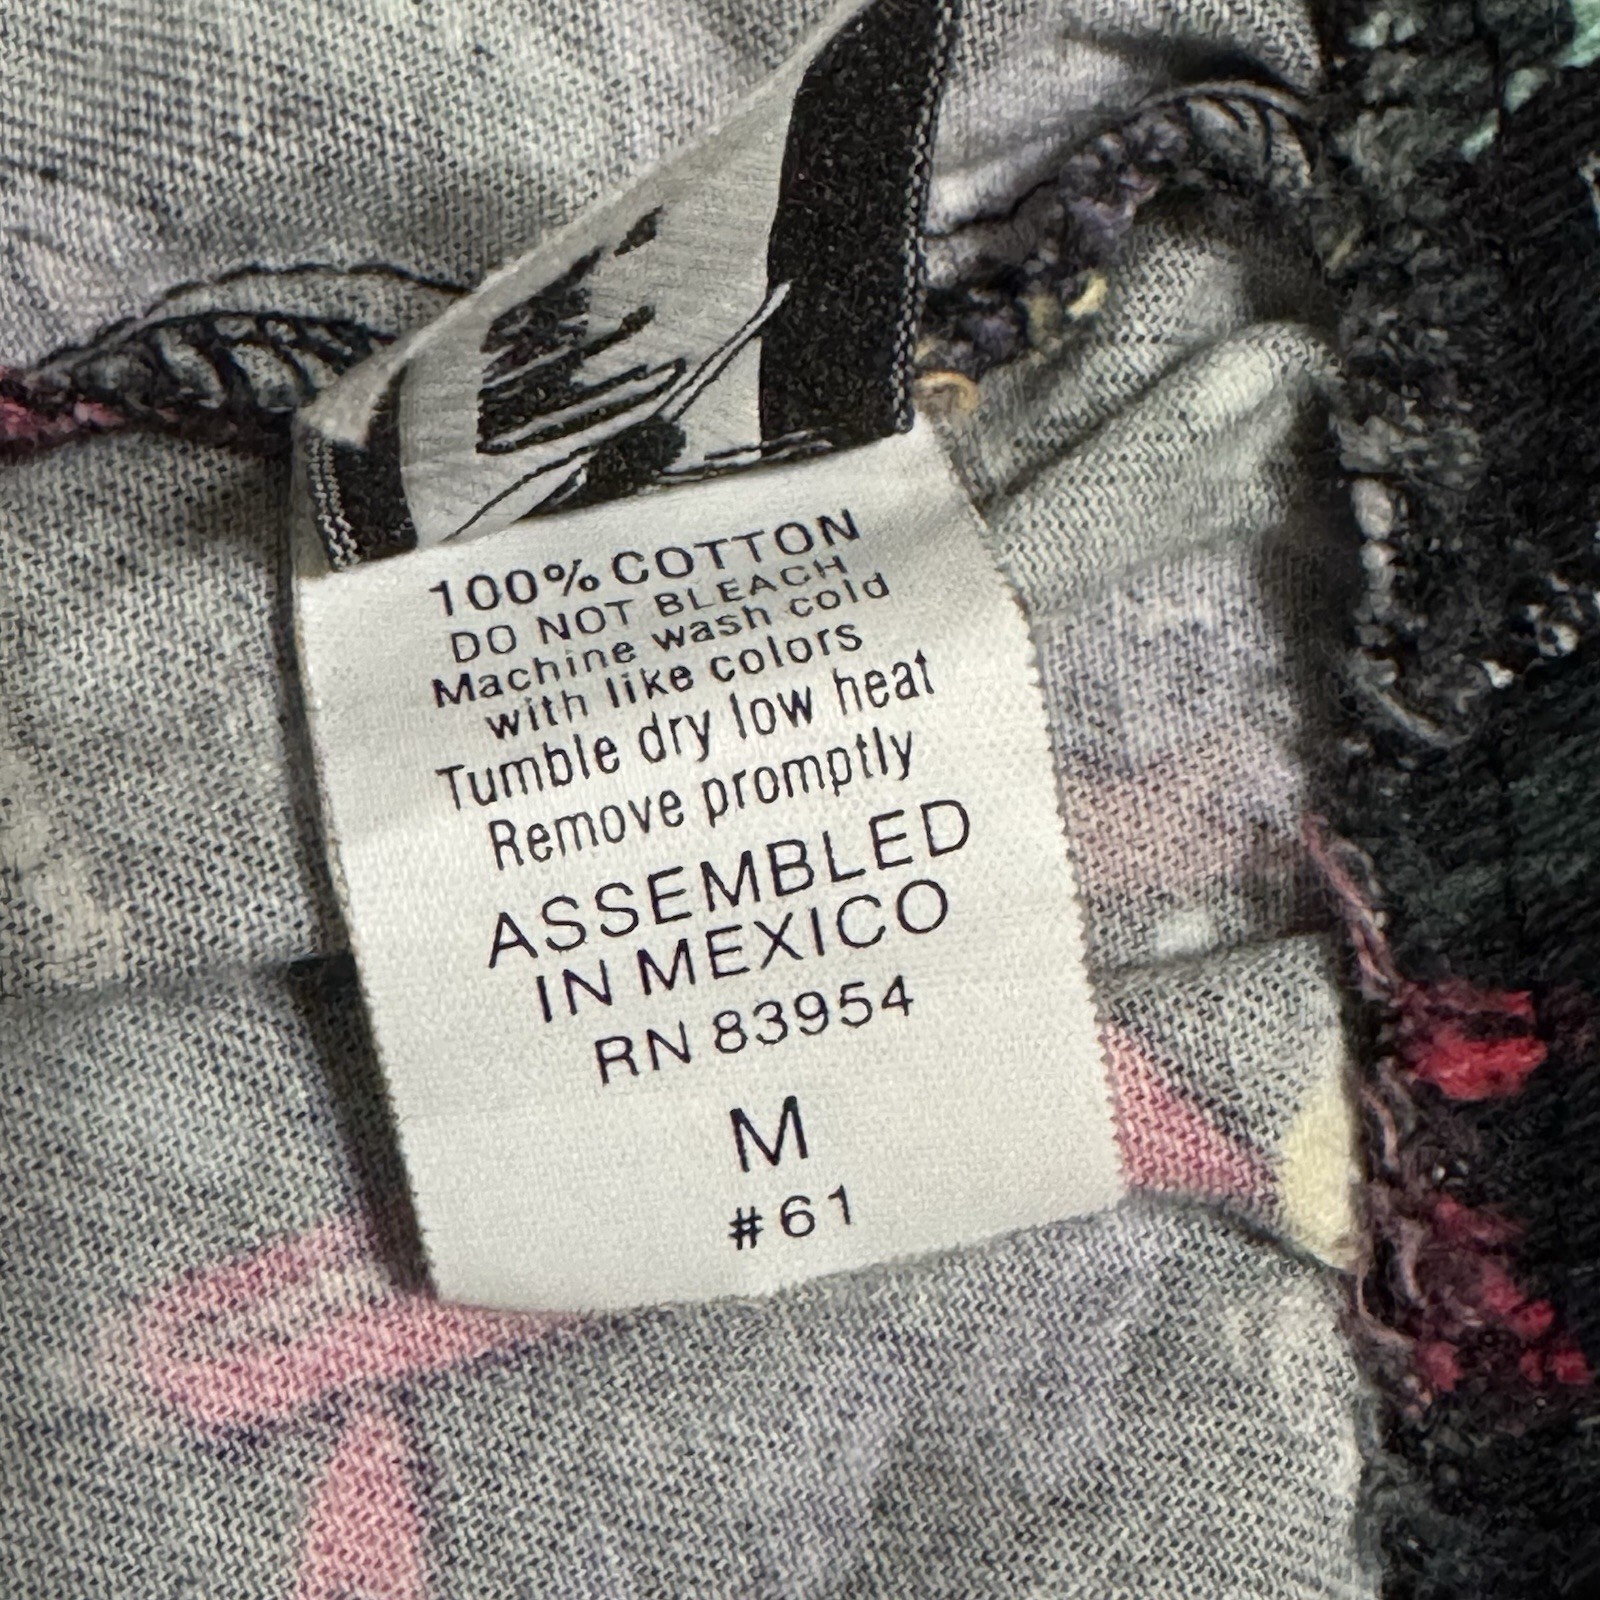 100% COTTON
DO NOT BLEACH
Machine wash cold
with like colors
Tumble dry low heat
Remove promptly
ASSEMBLED
IN MEXICO
RN 83954
M
#61